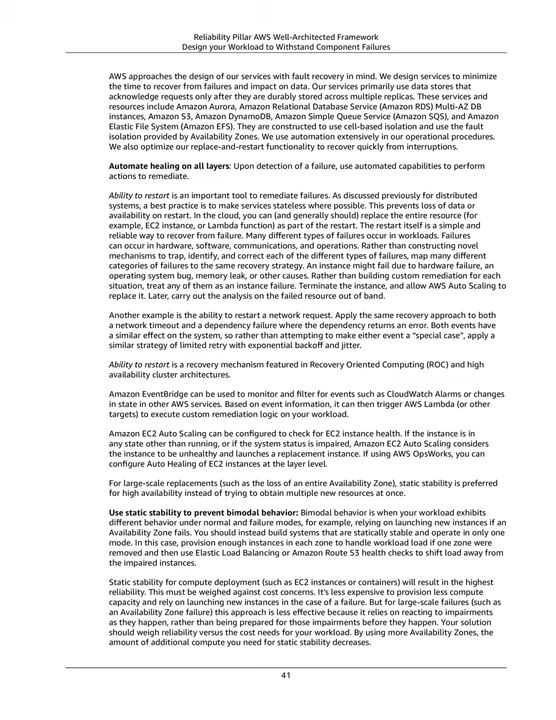 Reliability Pillar AWS Well-Architected Framework
Design your Workload to Withstand Component Failures
AWS approaches the design of our services with fault recovery in mind. We design services to minimize
the time to recover from failures and impact on data. Our services primarily use data stores that
acknowledge requests only after they are durably stored across multiple replicas. These services and
resources include Amazon Aurora, Amazon Relational Database Service (Amazon RDS) Multi-AZ DB
instances, Amazon S3, Amazon DynamoDB, Amazon Simple Queue Service (Amazon SQS), and Amazon
Elastic File System (Amazon EFS). They are constructed to use cell-based isolation and use the fault
isolation provided by Availability Zones. We use automation extensively in our operational procedures.
We also optimize our replace-and-restart functionality to recover quickly from interruptions.
Automate healing on all layers: Upon detection of a failure, use automated capabilities to perform
actions to remediate.
Ability to restart is an important tool to remediate failures. As discussed previously for distributed
systems, a best practice is to make services stateless where possible. This prevents loss of data or
availability on restart. In the cloud, you can (and generally should) replace the entire resource (for
example, EC2 instance, or Lambda function) as part of the restart. The restart itself is a simple and
reliable way to recover from failure. Many different types of failures occur in workloads. Failures
can occur in hardware, software, communications, and operations. Rather than constructing novel
mechanisms to trap, identify, and correct each of the different types of failures, map many different
categories of failures to the same recovery strategy. An instance might fail due to hardware failure, an
operating system bug, memory leak, or other causes. Rather than building custom remediation for each
situation, treat any of them as an instance failure. Terminate the instance, and allow AWS Auto Scaling to
replace it. Later, carry out the analysis on the failed resource out of band.
Another example is the ability to restart a network request. Apply the same recovery approach to both
a network timeout and a dependency failure where the dependency returns an error. Both events have
a similar effect on the system, so rather than attempting to make either event a “special case”, apply a
similar strategy of limited retry with exponential backoff and jitter.
Ability to restart is a recovery mechanism featured in Recovery Oriented Computing (ROC) and high
availability cluster architectures.
Amazon EventBridge can be used to monitor and filter for events such as CloudWatch Alarms or changes
in state in other AWS services. Based on event information, it can then trigger AWS Lambda (or other
targets) to execute custom remediation logic on your workload.
Amazon EC2 Auto Scaling can be configured to check for EC2 instance health. If the instance is in
any state other than running, or if the system status is impaired, Amazon EC2 Auto Scaling considers
the instance to be unhealthy and launches a replacement instance. If using AWS OpsWorks, you can
configure Auto Healing of EC2 instances at the layer level.
For large-scale replacements (such as the loss of an entire Availability Zone), static stability is preferred
for high availability instead of trying to obtain multiple new resources at once.
Use static stability to prevent bimodal behavior: Bimodal behavior is when your workload exhibits
different behavior under normal and failure modes, for example, relying on launching new instances if an
Availability Zone fails. You should instead build systems that are statically stable and operate in only one
mode. In this case, provision enough instances in each zone to handle workload load if one zone were
removed and then use Elastic Load Balancing or Amazon Route 53 health checks to shift load away from
the impaired instances.
Static stability for compute deployment (such as EC2 instances or containers) will result in the highest
reliability. This must be weighed against cost concerns. It's less expensive to provision less compute
capacity and rely on launching new instances in the case of a failure. But for large-scale failures (such as
an Availability Zone failure) this approach is less effective because it relies on reacting to impairments
as they happen, rather than being prepared for those impairments before they happen. Your solution
should weigh reliability versus the cost needs for your workload. By using more Availability Zones, the
amount of additional compute you need for static stability decreases.
41